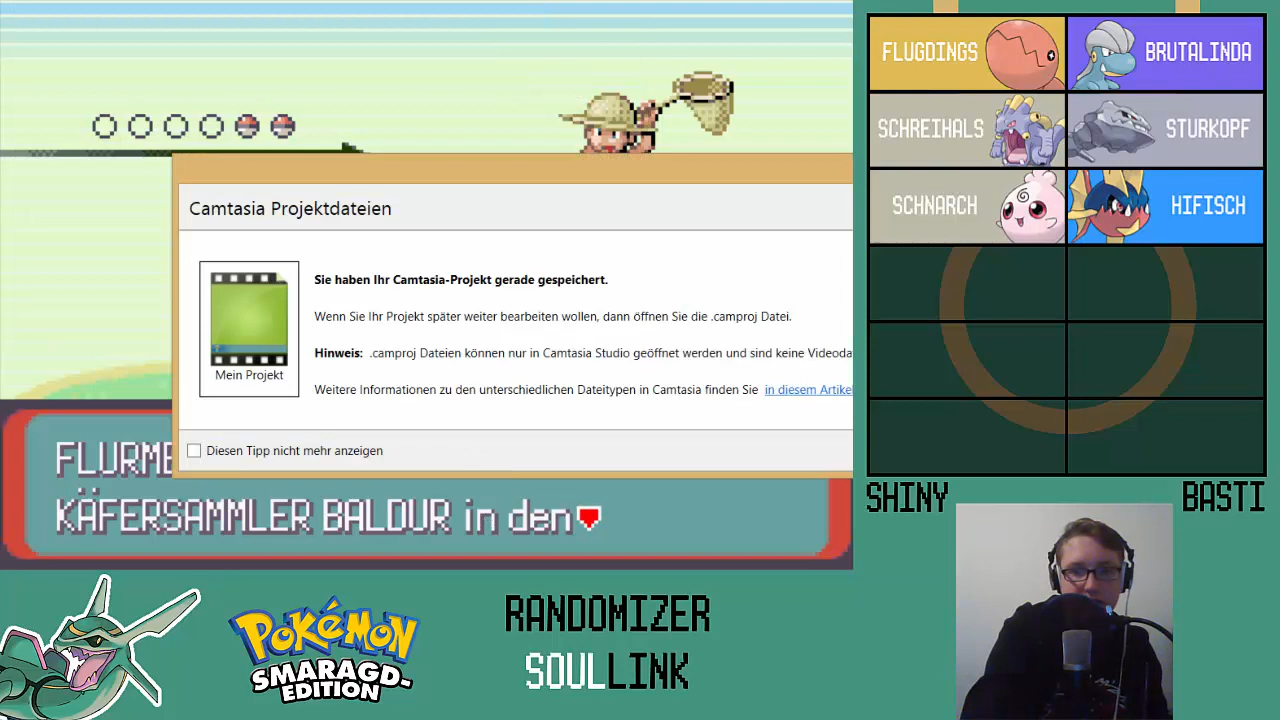 FLUGDINGS
BRUTALINDA
SCHREIHALS
STURKOPF
SCHNARCH
HIFISCH
Camtasia Projektdateien
Sie haben Ihr Camtasia-Projekt gerade gespeichert.
Wenn Sie Ihr Projekt später weiter bearbeiten wollen, dann öffnen Sie die .camproj Datei.
Hinweis: .camproj Dateien können nur in Camtasia Studio geöffnet werden und sind keine Videoda
Mein Projekt
Weitere Informationen zu den unterschiedlichen Dateitypen in Camtasia finden Sie in diesem Artikel
Diesen Tipp nicht mehr anzeigen
FLURME
KÄFERSAMMLER BALDUR in den
SHINY
BASTI
POKéMON
SMARAGD-
EDITION
RANDOMIZER
SOULLINK